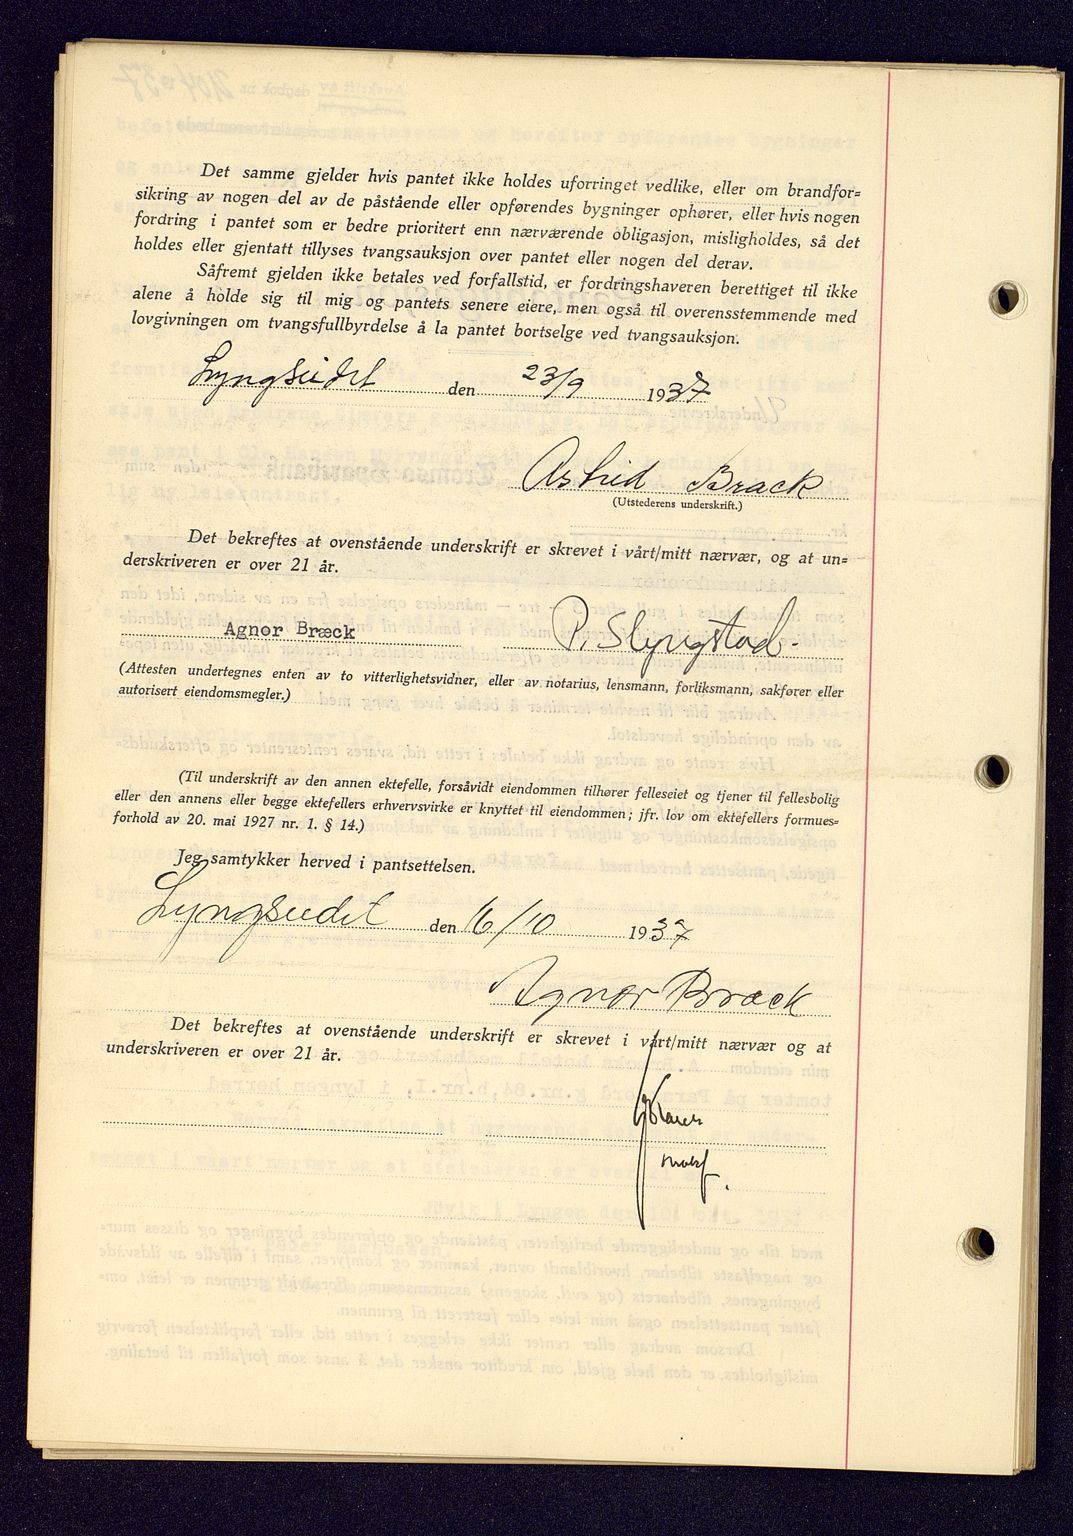 Det samme gjelder hvis pantet ikke holdes uforringet vedlike, eller om brandfor=
sikring av nogen del av de påstående eller opførendes bygninger ophører, eller hvis nogen
fordring i pantet som er bedre prioritert enn nærværende obligasjon, misligholdes, så det
holdes eller gjentatt tillyses tvangsauksjon over pantet eller nogen del derav.
Såfremt gjelden ikke betales ved forfallstid, er fordringshaveren berettiget til ikke
alene å holde sig til mig og pantets senere eiere, men også til overensstemmende med
lovgivningen om tvangsfullbyrdelse å la pantet bortselge ved tvangsauksjon.
Lyngseidet den 23/9 1937
Astrid Bræck
(Utstederens underskrift.)
Det bekreftes at ovenstående underskrift er skrevet i vårt/mitt nærvær, og at un=
derskriveren er over 21 år.
Agnor Bræck P. Slyngstad.
(Attesten undertegnes enten av to vitterlighetsvidner, eller av notarius, lensmann, forliksmann, sakfører eller
autorisert eiendomsmegler.)
(Til underskrift av den annen ektefelle, forsåvidt eiendommen tilhører felleseiet og tjener til fellesbolig
eller den annens eller begge ektefellers erhvervsvirke er knyttet til eiendommen; jfr. lov om ektefellers formues=
forhold av 20. mai 1927 nr. 1. § 14.)
Jeg samtykker herved i pantsettelsen.
Lyngseidet den 16/10 1937
Agnor Bræck
Det bekreftes at ovenstående underskrift er skrevet i vårt/mitt nærvær og at
underskriveren er over 21 år.